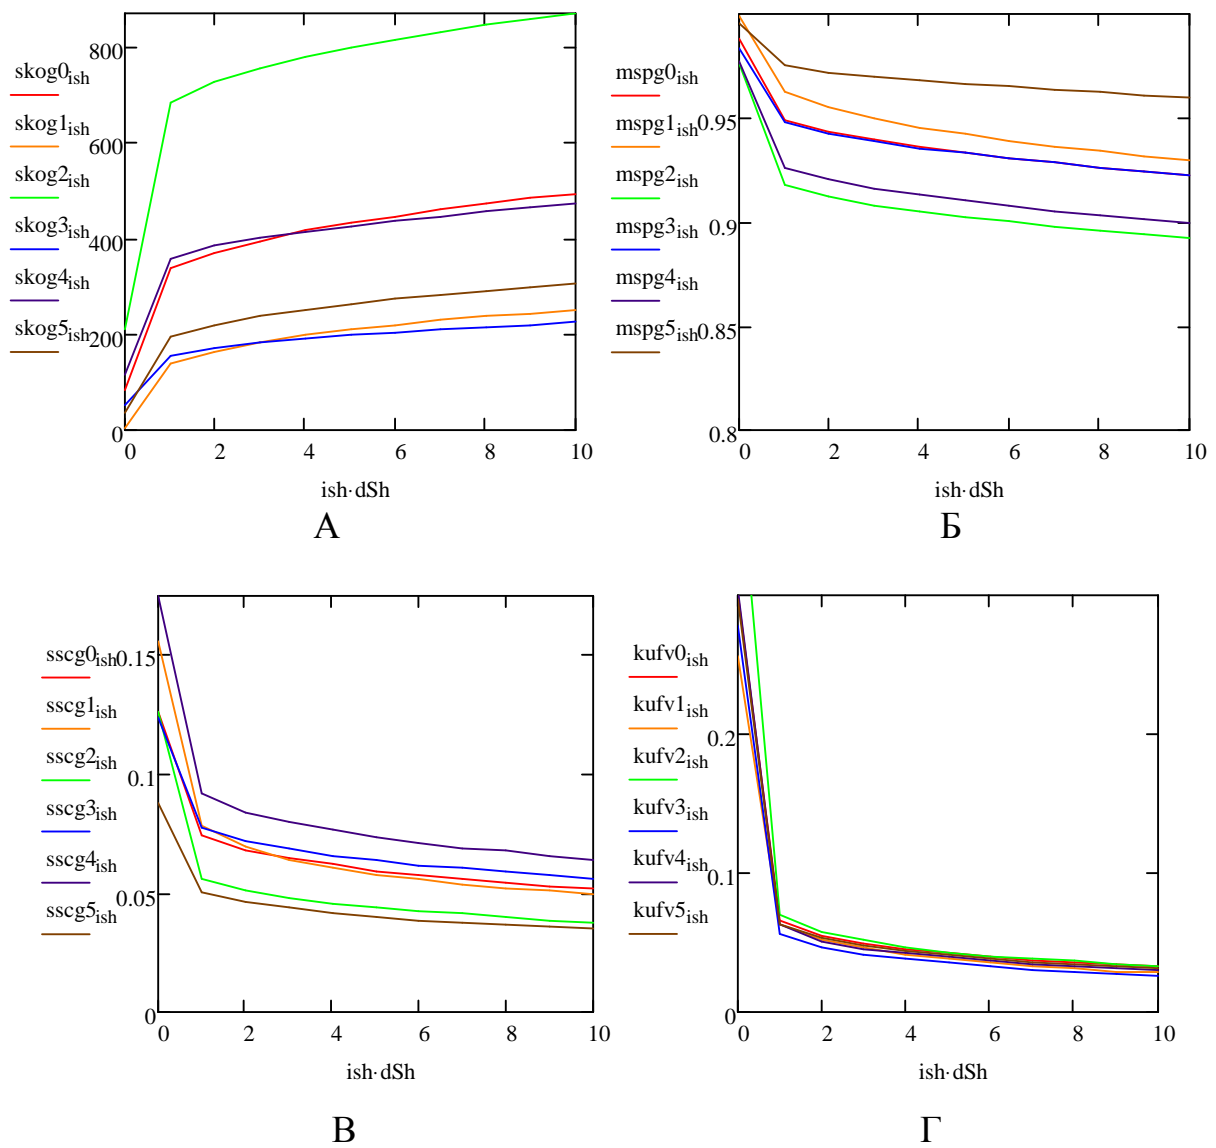 800
600
400
200
0
skog0ish
skog1ish
skog2ish
skog3ish
skog4ish
skog5ish
0 2 4 6 8 10
ish·dSh
А
0.95
0.9
0.85
0.8
mspg0ish
mspg1ish
mspg2ish
mspg3ish
mspg4ish
mspg5ish
0 2 4 6 8 10
ish·dSh
Б
0.15
0.1
0.05
0
sscg0ish
sscg1ish
sscg2ish
sscg3ish
sscg4ish
sscg5ish
0 2 4 6 8 10
ish·dSh
В
0.2
0.1
0
kufv0ish
kufv1ish
kufv2ish
kufv3ish
kufv4ish
kufv5ish
0 2 4 6 8 10
ish·dSh
Г